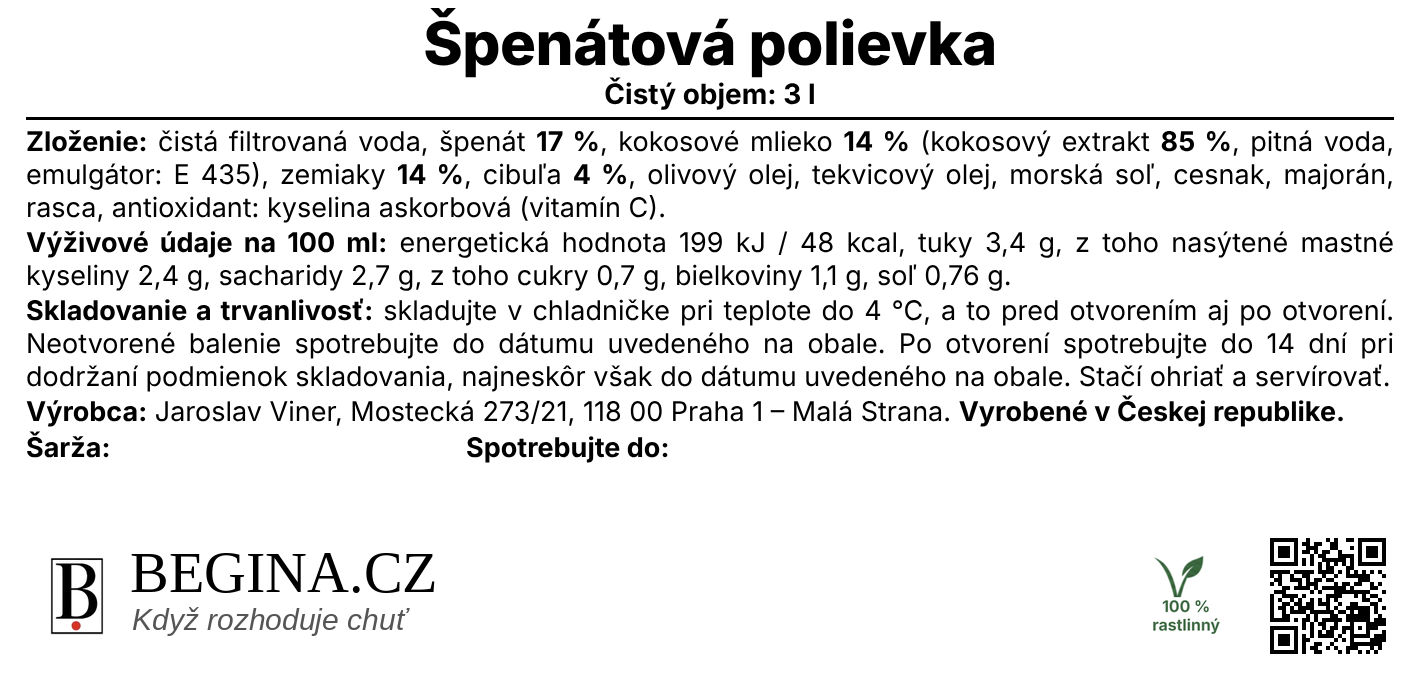 Špenátová polievka
Čistý objem: 3 l
Zloženie: čistá filtrovaná voda, špenát 17 %, kokosové mlieko 14 % (kokosový extrakt 85 %, pitná voda,
emulgátor: E 435), zemiaky 14 %, cibuľa 4 %, olivový olej, tekvicový olej, morská soľ, cesnak, majorán,
rasca, antioxidant: kyselina askorbová (vitamín C).
Výživové údaje na 100 ml: energetická hodnota 199 kJ / 48 kcal, tuky 3,4 g, z toho nasýtené mastné
kyseliny 2,4 g, sacharidy 2,7 g, z toho cukry 0,7 g, bielkoviny 1,1 g, soľ 0,76 g.
Skladovanie a trvanlivosť: skladujte v chladničke pri teplote do 4 °C, a to pred otvorením aj po otvorení.
Neotvorené balenie spotrebujte do dátumu uvedeného na obale. Po otvorení spotrebujte do 14 dní pri
dodržaní podmienok skladovania, najneskôr však do dátumu uvedeného na obale. Stačí ohriať a servírovať.
Výrobca: Jaroslav Viner, Mostecká 273/21, 118 00 Praha 1 – Malá Strana. Vyrobené v Českej republike.
Šarža: Spotrebujte do:
B BEGINA.CZ
Když rozhoduje chuť
100 %
rastlinný